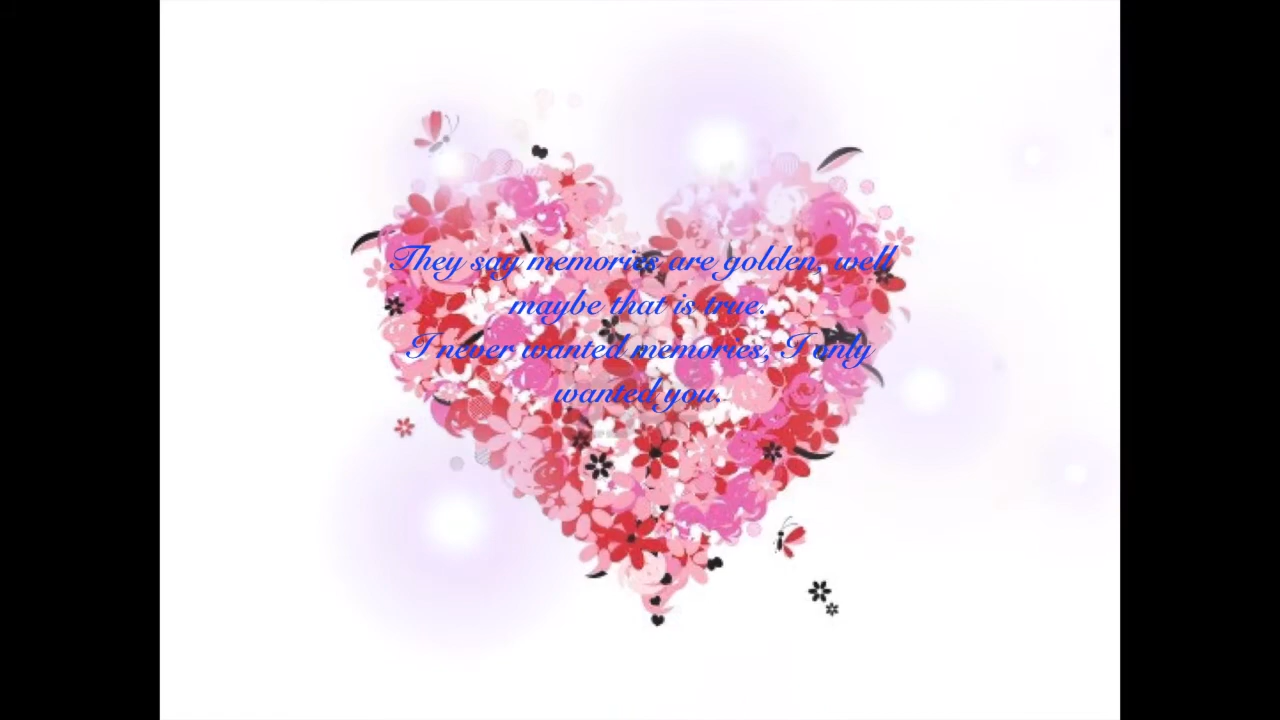 They say memories are golden, well
maybe that is true.
I never wanted memories, I only
wanted you.